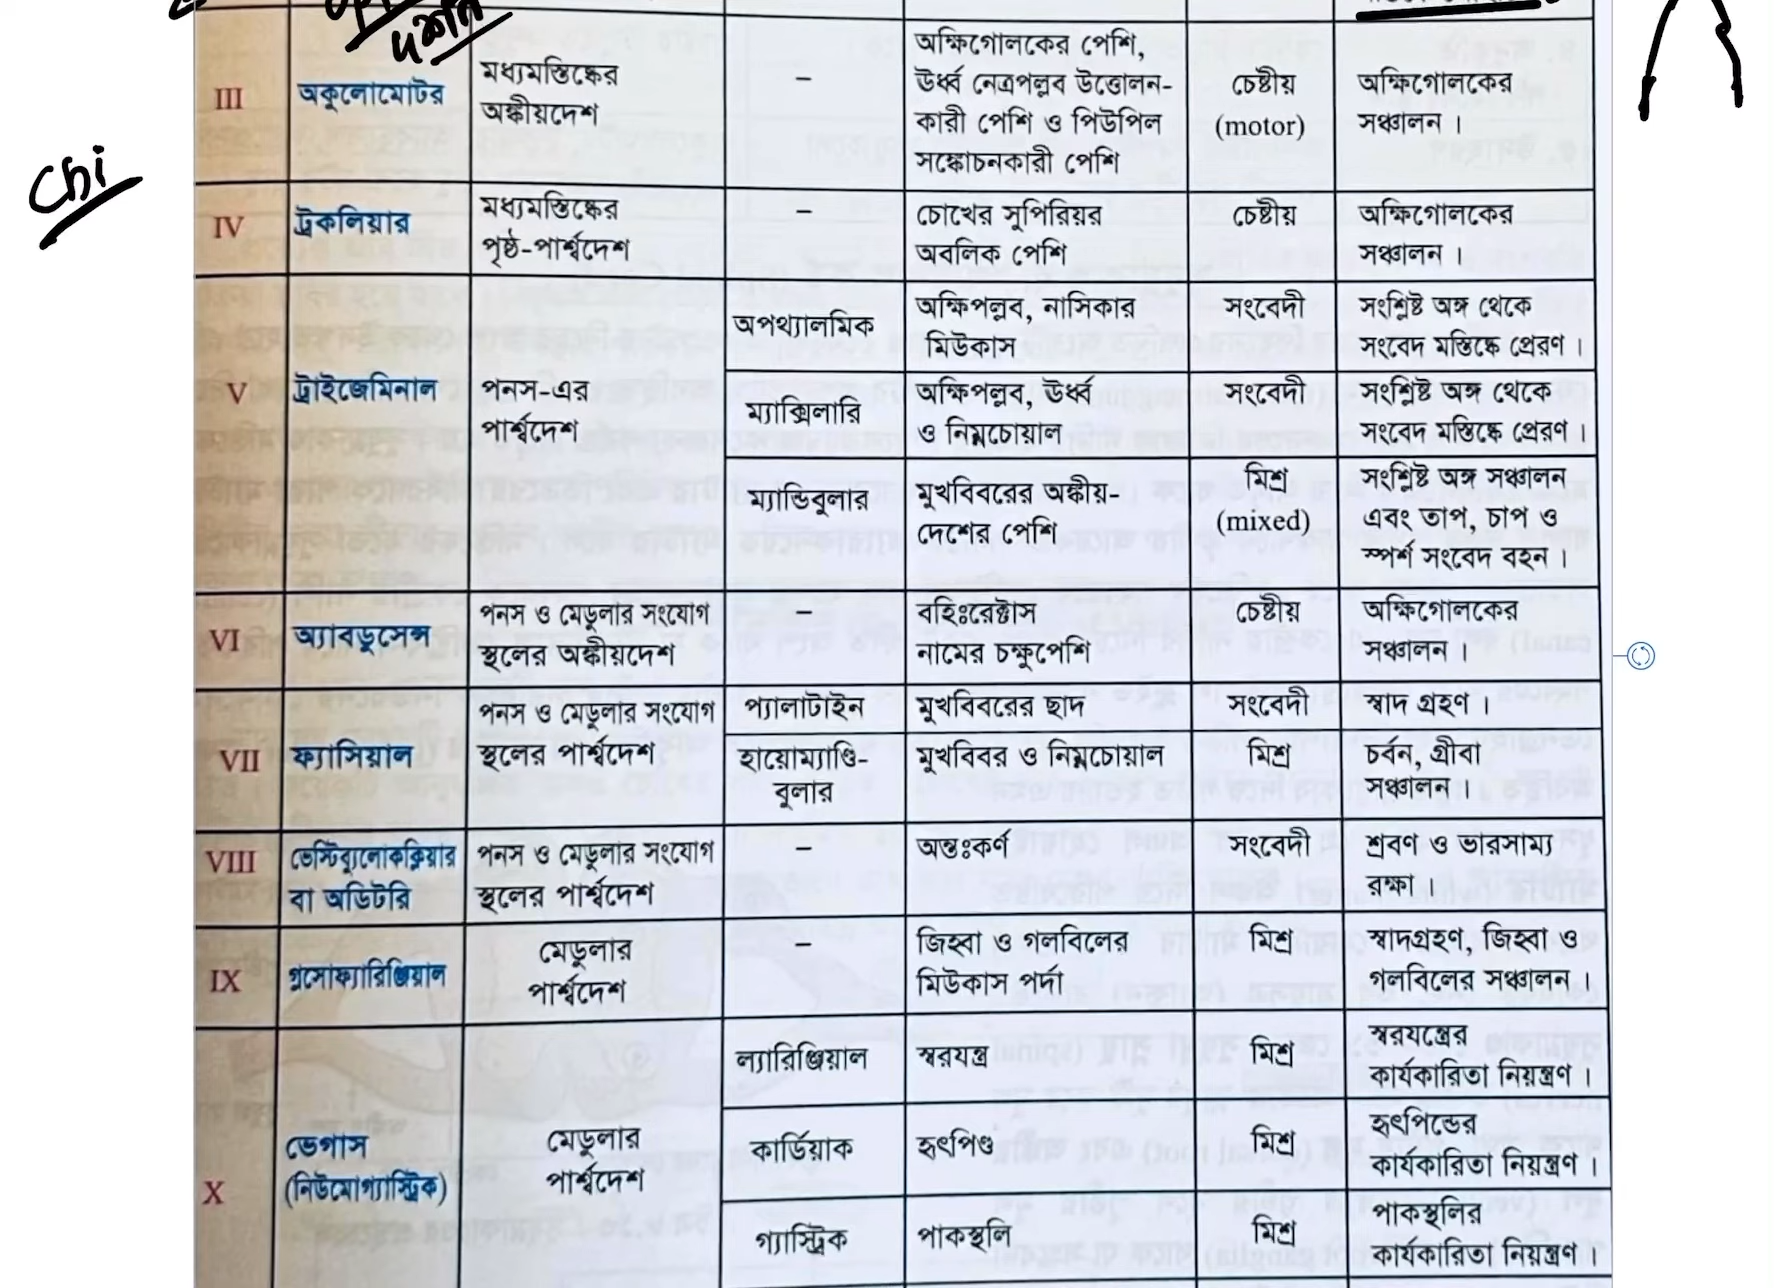 দর্শন
Chi
III
অকুলোমোটর
মধ্যমস্তিষ্কের
অঙ্কীয়দেশ
–
অক্ষিগোলকের পেশি,
ঊর্ধ্ব নেত্রপল্লব উত্তোলন-
কারী পেশি ও পিউপিল
সঙ্কোচনকারী পেশি
চেষ্টীয়
(motor)
অক্ষিগোলকের
সঞ্চালন।
IV
ট্রকলিয়ার
মধ্যমস্তিষ্কের
পৃষ্ঠ-পার্শ্বদেশ
–
চোখের সুপিরিয়র
অবলিক পেশি
চেষ্টীয়
অক্ষিগোলকের
সঞ্চালন।
V
ট্রাইজেমিনাল
পনস-এর
পার্শ্বদেশ
অপথ্যালমিক
অক্ষিপল্লব, নাসিকার
মিউকাস
সংবেদী
সংশ্লিষ্ট অঙ্গ থেকে
সংবেদ মস্তিষ্কে প্রেরণ।
ম্যাক্সিলারি
অক্ষিপল্লব, ঊর্ধ্ব
ও নিম্নচোয়াল
সংবেদী
সংশ্লিষ্ট অঙ্গ থেকে
সংবেদ মস্তিষ্কে প্রেরণ।
ম্যান্ডিবুলার
মুখবিবরের অঙ্কীয়-
দেশের পেশি
মিশ্র
(mixed)
সংশ্লিষ্ট অঙ্গ সঞ্চালন
এবং তাপ, চাপ ও
স্পর্শ সংবেদ বহন।
VI
অ্যাবডুসেন্স
পনস ও মেডুলার সংযোগ
স্থলের অঙ্কীয়দেশ
–
বহিঃরেক্টাস
নামের চক্ষুপেশি
চেষ্টীয়
অক্ষিগোলকের
সঞ্চালন।
VII
ফ্যাসিয়াল
পনস ও মেডুলার সংযোগ
স্থলের পার্শ্বদেশ
প্যালাটাইন
মুখবিবরের ছাদ
সংবেদী
স্বাদ গ্রহণ।
হায়োম্যাণ্ডি-
বুলার
মুখবিবর ও নিম্নচোয়াল
মিশ্র
চর্বন, গ্রীবা
সঞ্চালন।
VIII
ভেস্টিব্যুলোকক্লিয়ার
বা অডিটরি
পনস ও মেডুলার সংযোগ
স্থলের পার্শ্বদেশ
–
অন্তঃকর্ণ
সংবেদী
শ্রবণ ও ভারসাম্য
রক্ষা।
IX
গ্লসোফ্যারিঞ্জিয়াল
মেডুলার
পার্শ্বদেশ
–
জিহ্বা ও গলবিলের
মিউকাস পর্দা
মিশ্র
স্বাদগ্রহণ, জিহ্বা ও
গলবিলের সঞ্চালন।
X
ভেগাস
(নিউমোগ্যাস্ট্রিক)
মেডুলার
পার্শ্বদেশ
ল্যারিঞ্জিয়াল
স্বরযন্ত্র
মিশ্র
স্বরযন্ত্রের
কার্যকারিতা নিয়ন্ত্রণ।
কার্ডিয়াক
হৃৎপিণ্ড
মিশ্র
হৃৎপিন্ডের
কার্যকারিতা নিয়ন্ত্রণ।
গ্যাস্ট্রিক
পাকস্থলি
মিশ্র
পাকস্থলির
কার্যকারিতা নিয়ন্ত্রণ।